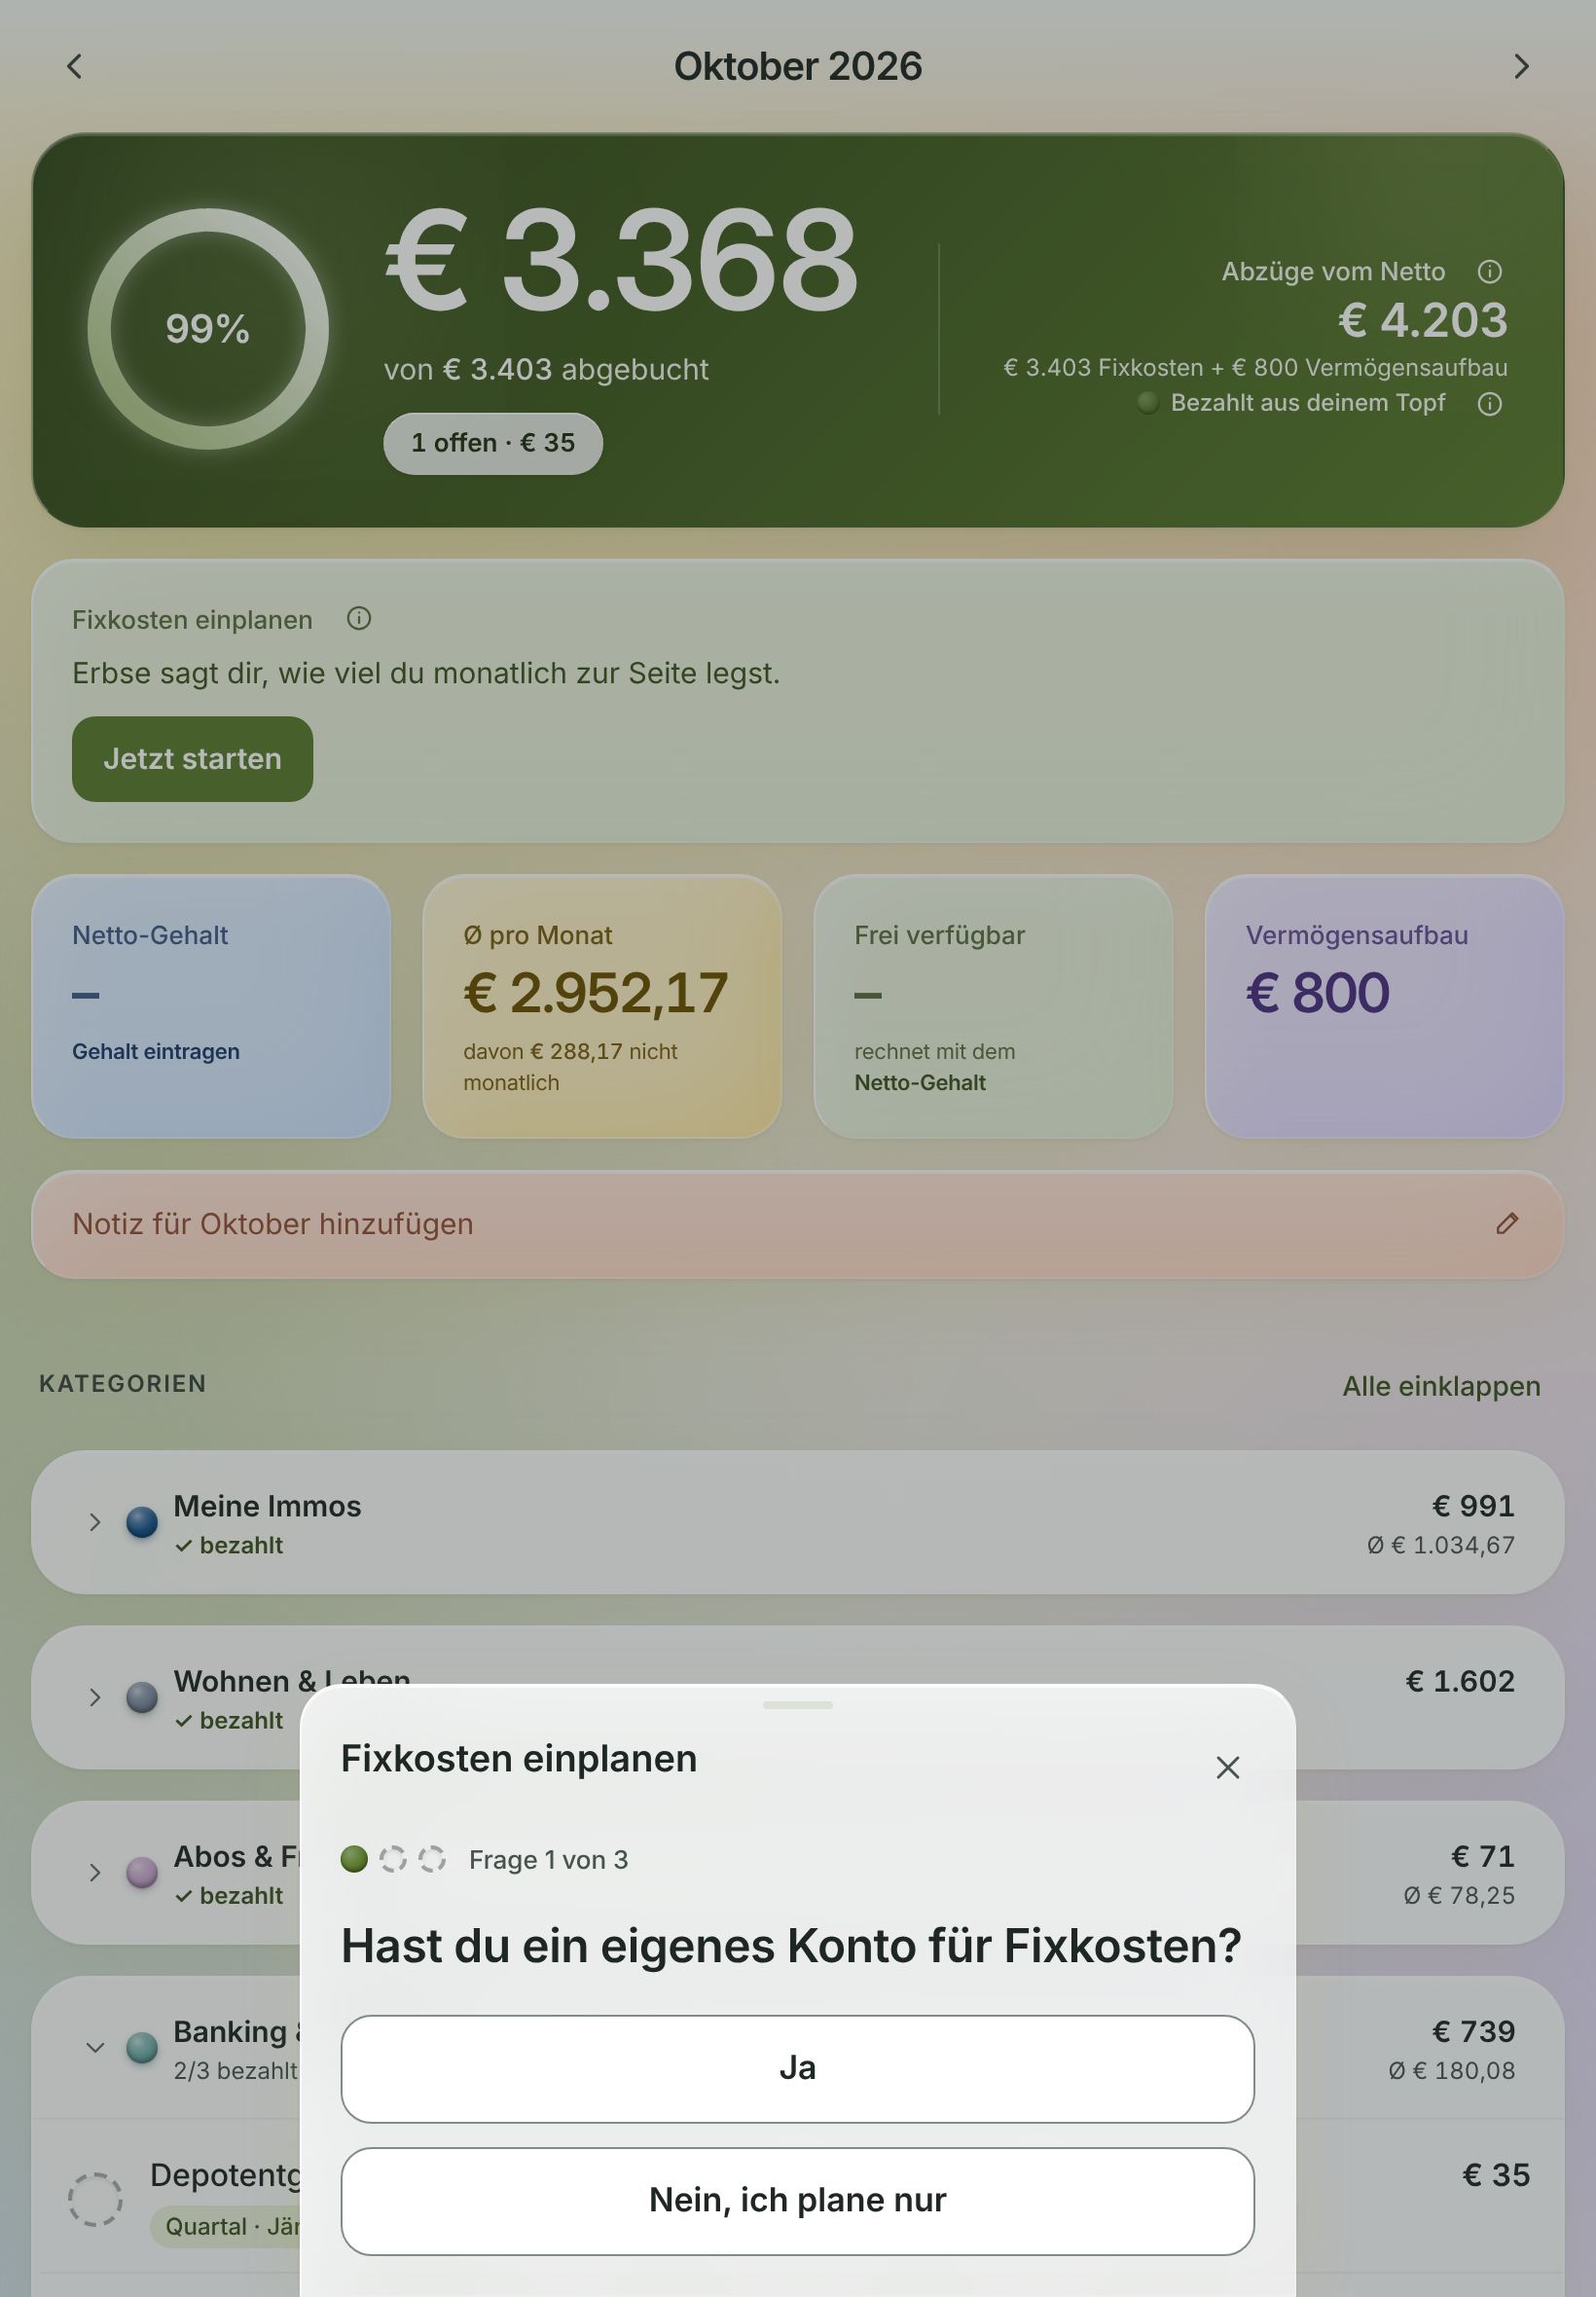 Oktober 2026
99%
€ 3.368
von € 3.403 abgebucht
1 offen · € 35
Abzüge vom Netto
€ 4.203
€ 3.403 Fixkosten + € 800 Vermögensaufbau
Bezahlt aus deinem Topf
Fixkosten einplanen
Erbse sagt dir, wie viel du monatlich zur Seite legst.
Jetzt starten
Netto-Gehalt
–
Gehalt eintragen
Ø pro Monat
€ 2.952,17
davon € 288,17 nicht
monatlich
Frei verfügbar
–
rechnet mit dem
Netto-Gehalt
Vermögensaufbau
€ 800
Notiz für Oktober hinzufügen
KATEGORIEN
Alle einklappen
Meine Immos
✓ bezahlt
€ 991
Ø € 1.034,67
Wohnen & Leben
✓ bezahlt
€ 1.602
Abos &
✓ bezahlt
€ 71
Ø € 78,25
Banking
2/3 bezahlt
€ 739
Ø € 180,08
Quartal ·
€ 35
Fixkosten einplanen
Frage 1 von 3
Hast du ein eigenes Konto für Fixkosten?
Ja
Nein, ich plane nur